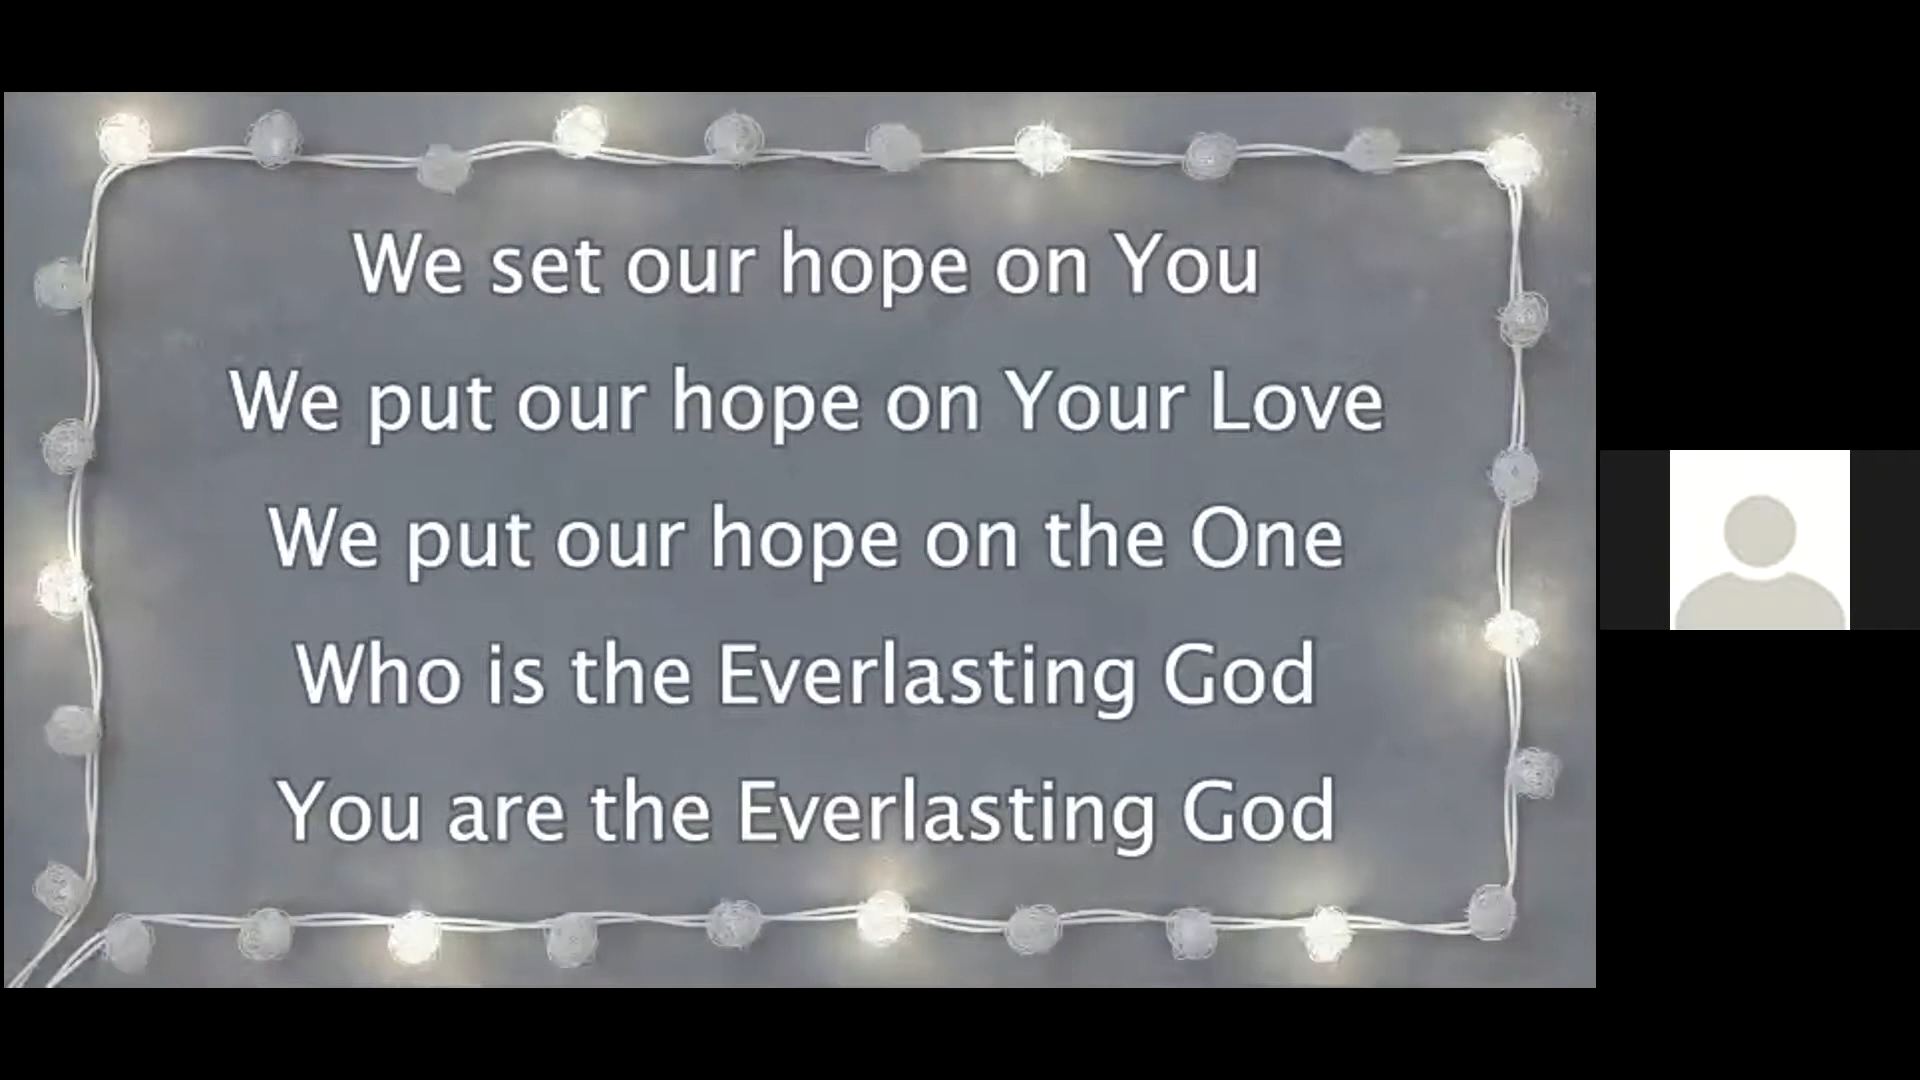 We set our hope on You
We put our hope on Your Love
We put our hope on the One
Who is the Everlasting God
You are the Everlasting God